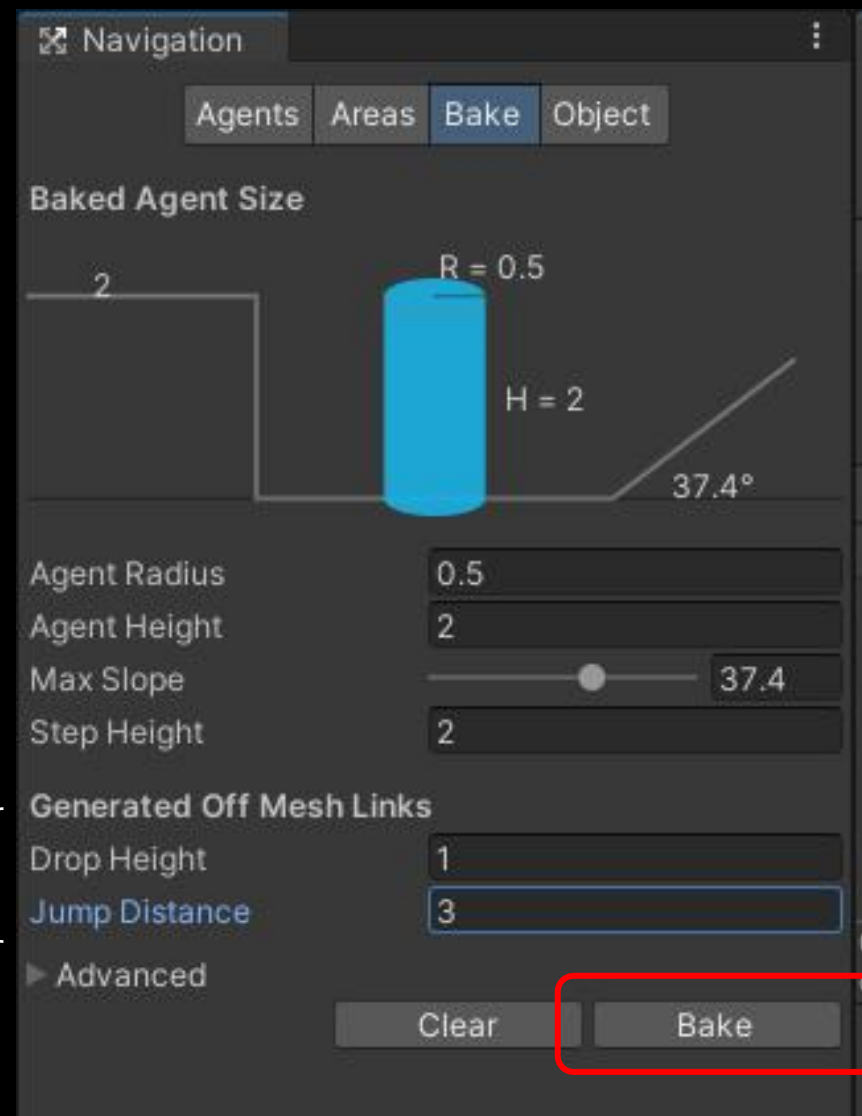 Navigation
Agents Areas Bake Object
Baked Agent Size
2
R = 0.5
H = 2
37.4°
Agent Radius 0.5
Agent Height 2
Max Slope 37.4
Step Height 2
Generated Off Mesh Links
Drop Height 1
Jump Distance 3
Advanced
Clear Bake